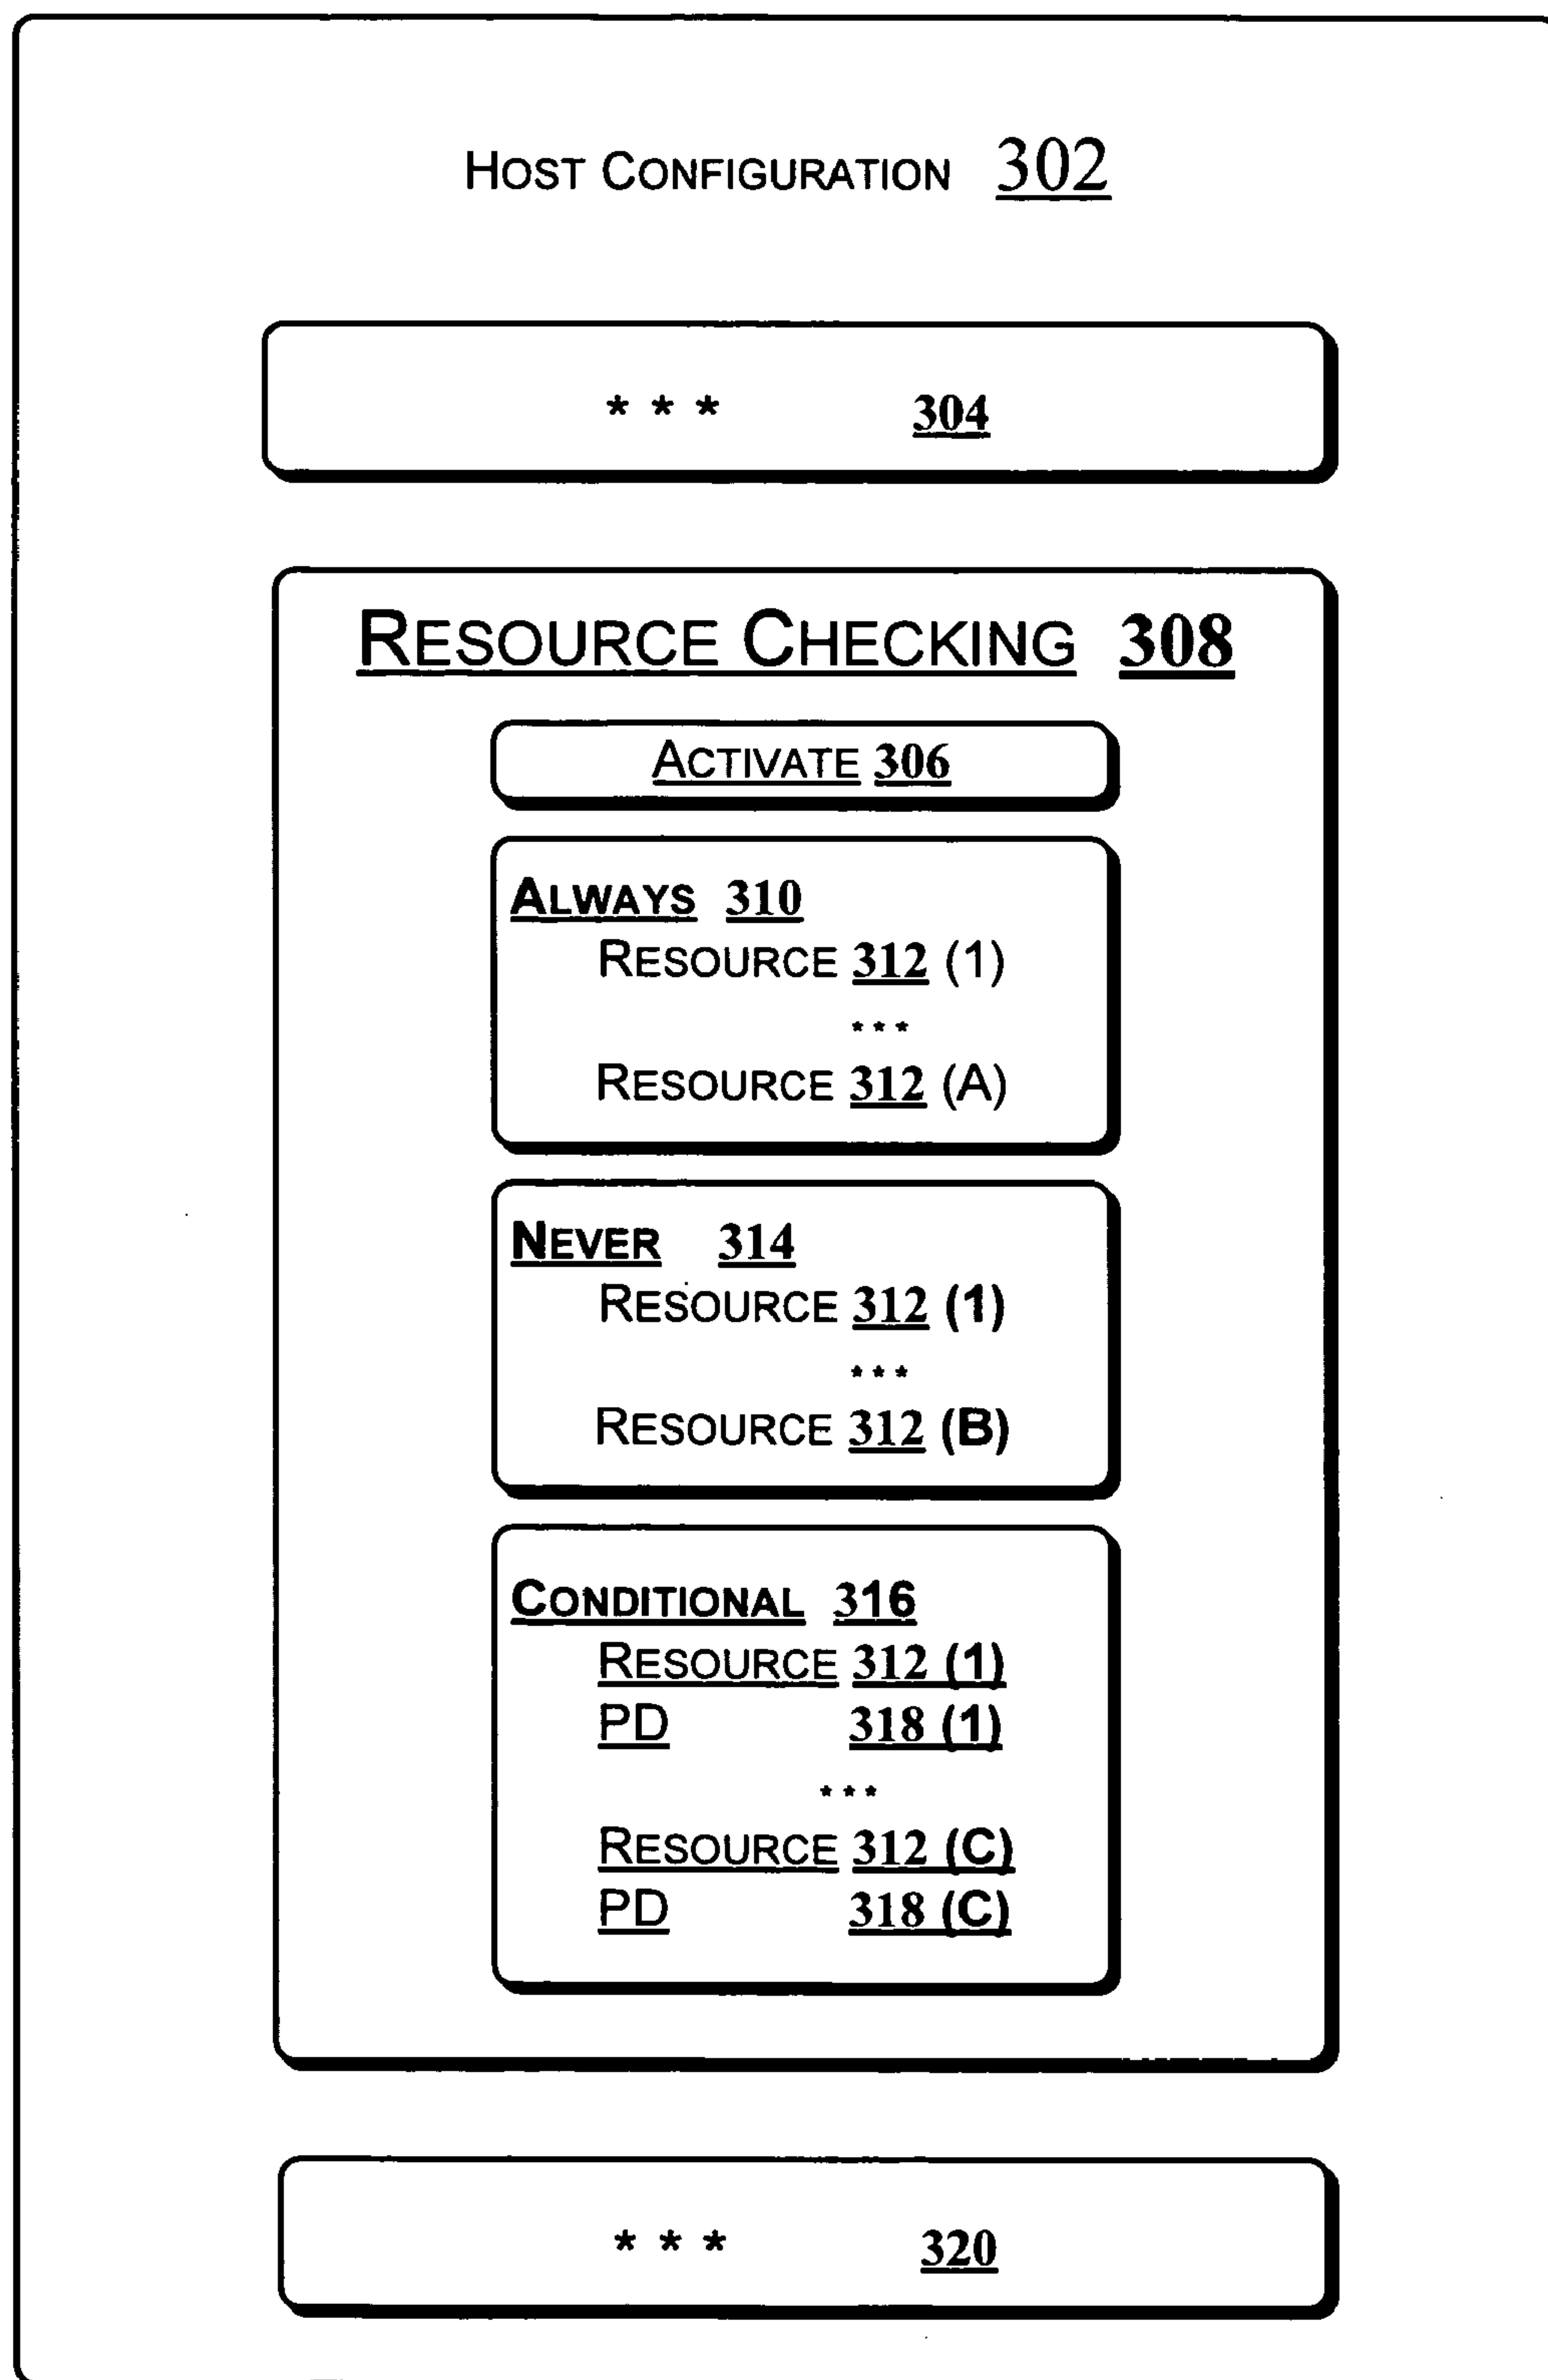 HOST CONFIGURATION 302
* * * 304
RESOURCE CHECKING 308
ACTIVATE 306
ALWAYS 310
RESOURCE 312 (1)
* * *
RESOURCE 312 (A)
NEVER 314
RESOURCE 312 (1)
* * *
RESOURCE 312 (B)
CONDITIONAL 316
RESOURCE 312 (1)
PD 318 (1)
* * *
RESOURCE 312 (C)
PD 318 (C)
* * * 320